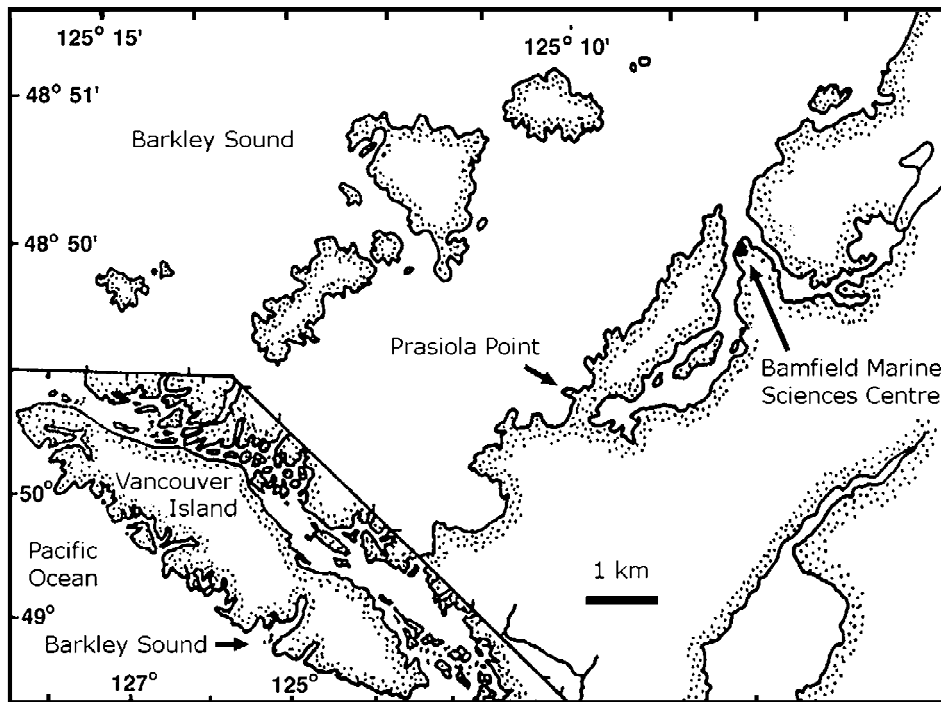 125° 15'
125° 10'
48° 51'
Barkley Sound
48° 50'
Prasiola Point
Bamfield Marine
Sciences Centre
Vancouver
Island
50°
Pacific
Ocean
1 km
49°
Barkley Sound
127°
125°